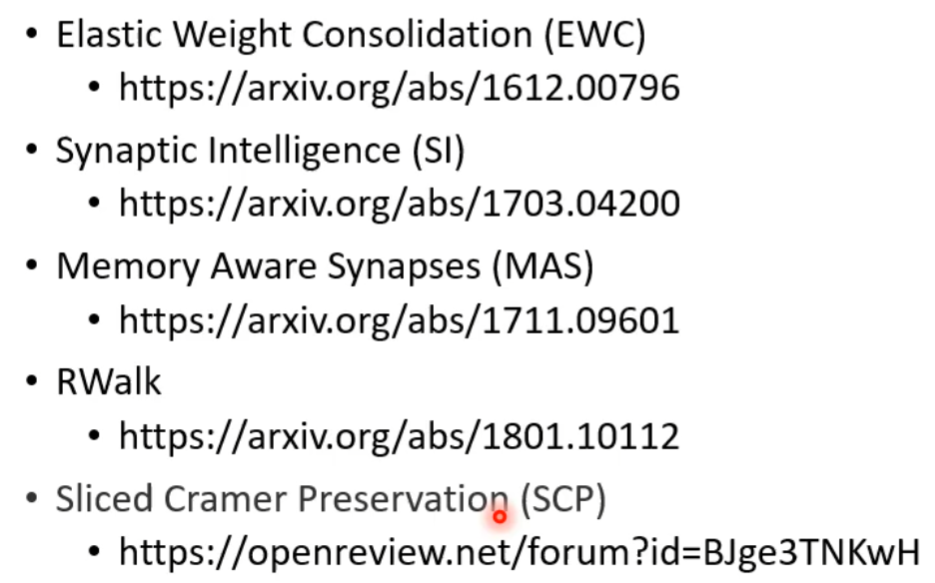 • Elastic Weight Consolidation (EWC)
• https://arxiv.org/abs/1612.00796
• Synaptic Intelligence (SI)
• https://arxiv.org/abs/1703.04200
• Memory Aware Synapses (MAS)
• https://arxiv.org/abs/1711.09601
• RWalk
• https://arxiv.org/abs/1801.10112
• Sliced Cramer Preservation (SCP)
• https://openreview.net/forum?id=BJge3TNKwH